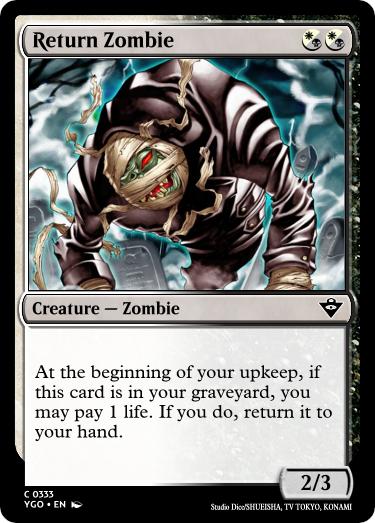 Return Zombie
Creature — Zombie
At the beginning of your upkeep, if
this card is in your graveyard, you
may pay 1 life. If you do, return it to
your hand.
2/3
C 0333
YGO • EN
Studio Dice/SHUEISHA, TV TOKYO, KONAMI